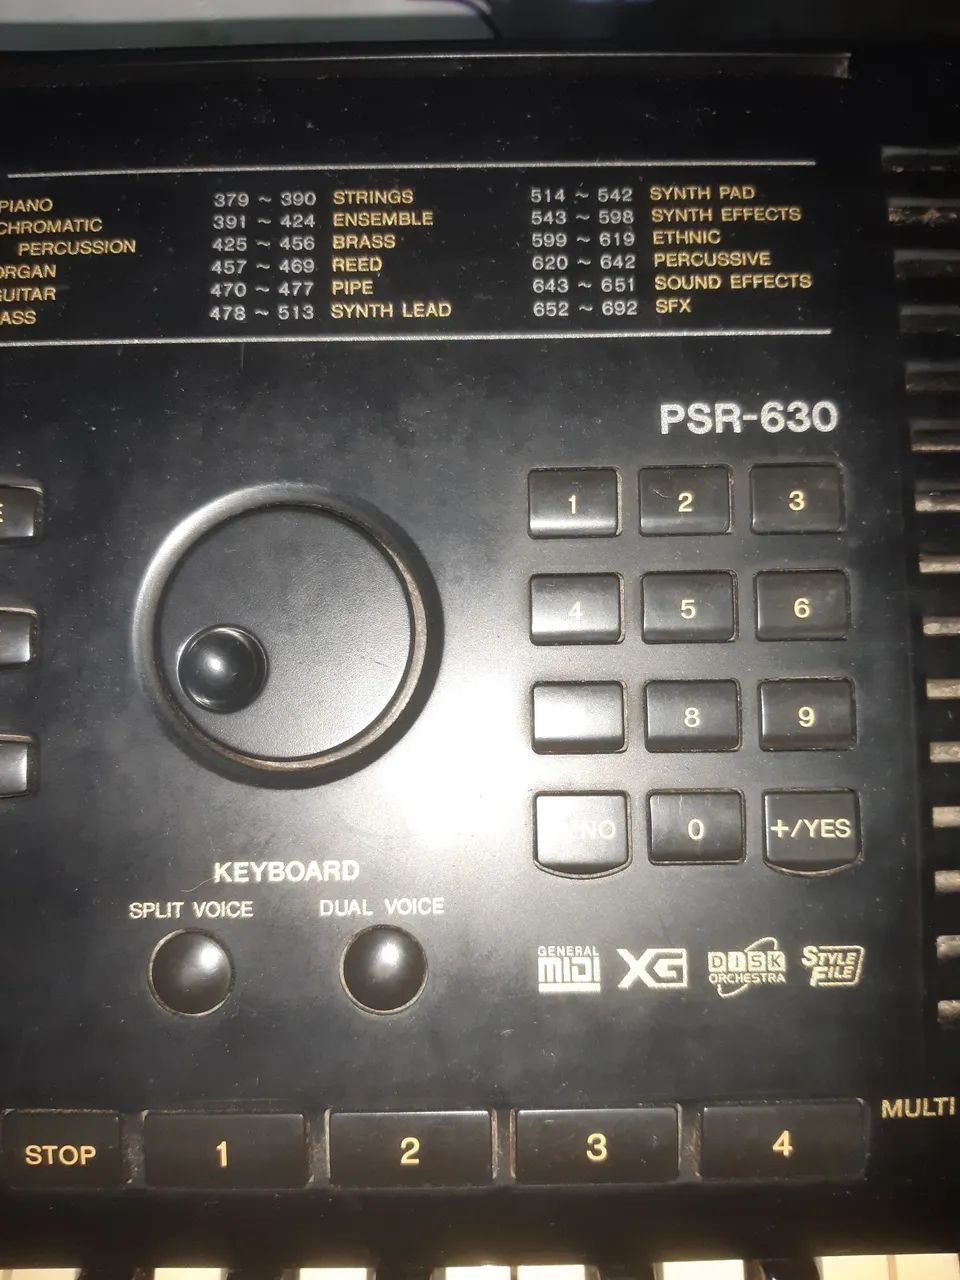 PIANO
CHROMATIC
PERCUSSION
ORGAN
GUITAR
379 ~ 390 STRINGS
391 ~ 424 ENSEMBLE
425 ~ 456 BRASS
457 ~ 469 REED
470 ~ 477 PIPE
478 ~ 513 SYNTH LEAD
514 ~ 542 SYNTH PAD
543 ~ 598 SYNTH EFFECTS
599 ~ 619 ETHNIC
620 ~ 642 PERCUSSIVE
643 ~ 651 SOUND EFFECTS
652 ~ 692 SFX
PSR-630
1 2 3
4 5 6
8 9
NO 0 +/YES
KEYBOARD
SPLIT VOICE DUAL VOICE
GENERAL
MIDI XG DISK
ORCHESTRA
STYLE
FILE
MULTI
STOP 1 2 3 4